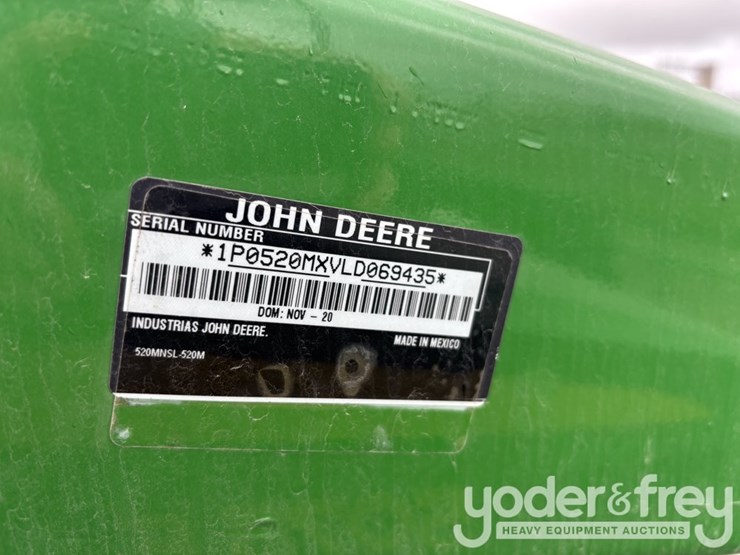 JOHN DEERE
SERIAL NUMBER
*1P0520MXVLD069435*
DOM: NOV - 20
INDUSTRIAS JOHN DEERE.
MADE IN MEXICO
520MNSL-520M
yoder&frey
HEAVY EQUIPMENT AUCTIONS